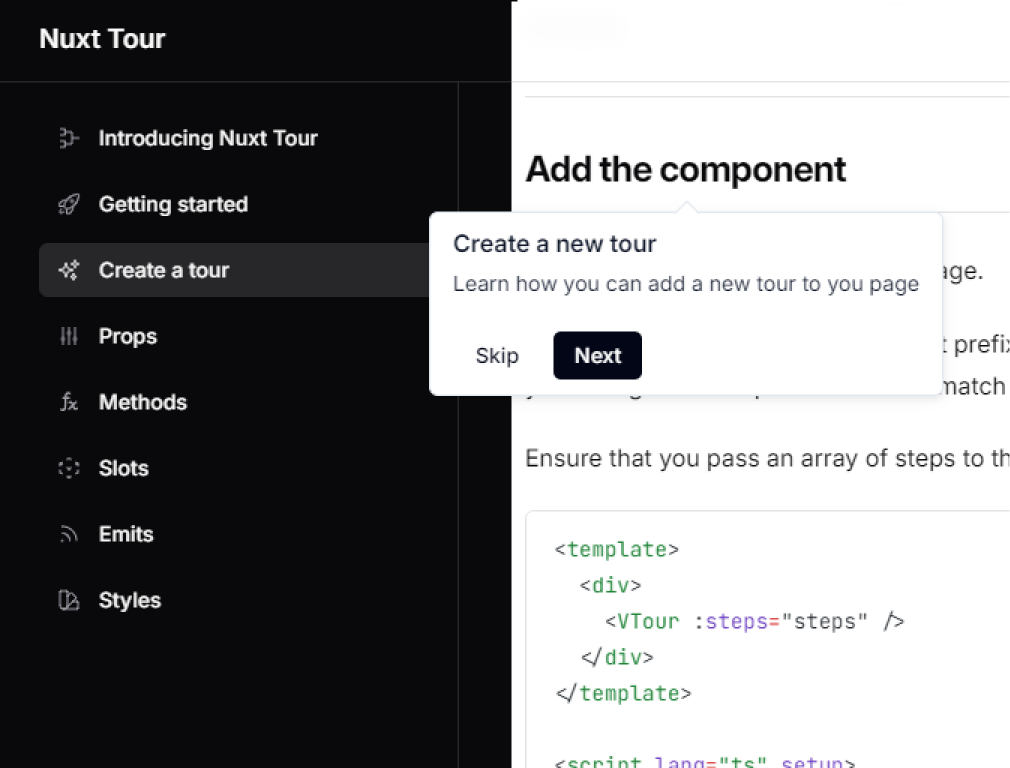 Nuxt Tour
Introducing Nuxt Tour
Getting started
Create a tour
Props
Methods
Slots
Emits
Styles
Add the component
Create a new tour
Learn how you can add a new tour to you page
Skip
Next
age.
t prefix
match
Ensure that you pass an array of steps to th
<template>
<div>
<VTour :steps="steps" />
</div>
</template>
<script lang="ts" setup>